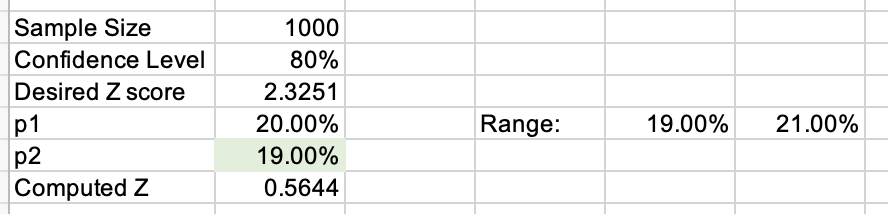 Sample Size 1000
Confidence Level 80%
Desired Z score 2.3251
p1 20.00% Range: 19.00% 21.00%
p2 19.00%
Computed Z 0.5644